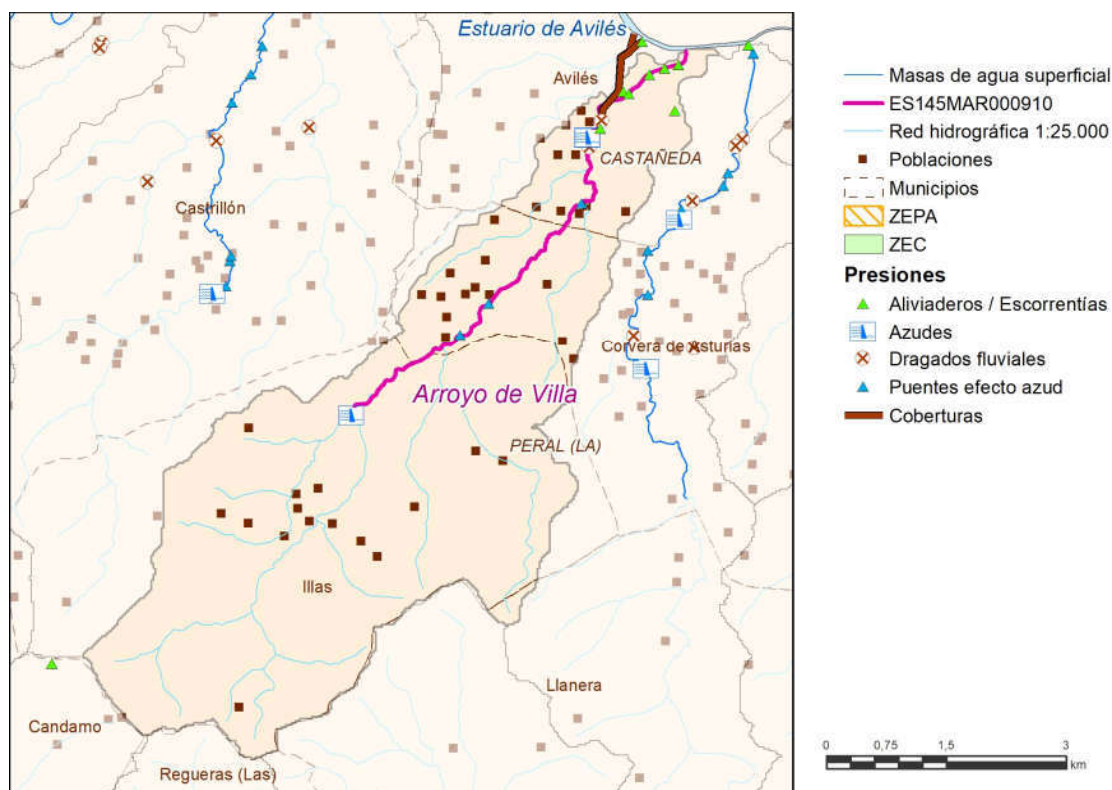 Estuario de Avilés
Avilés
CASTAÑEDA
Castrillón
Corvera de Asturias
Arroyo de Villa
PERAL (LA)
Illas
Llanera
Candamo
Regueras (Las)
Masas de agua superficial
ES145MAR000910
Red hidrográfica 1:25.000
Poblaciones
Municipios
ZEPA
ZEC
Presiones
Aliviaderos / Escorrentías
Azudes
Dragados fluviales
Puentes efecto azud
Coberturas
0 0,75 1,5 3
km